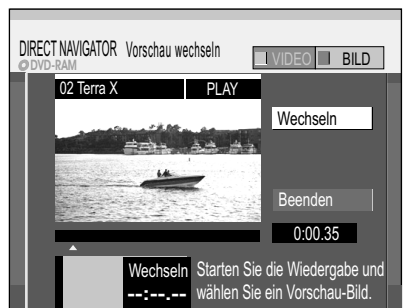 DIRECT NAVIGATOR Vorschau wechseln
DVD-RAM
VIDEO BILD
02 Terra X PLAY
Wechseln
Beenden
0:00.35
Wechseln
--:--.--
Starten Sie die Wiedergabe und
wählen Sie ein Vorschau-Bild.